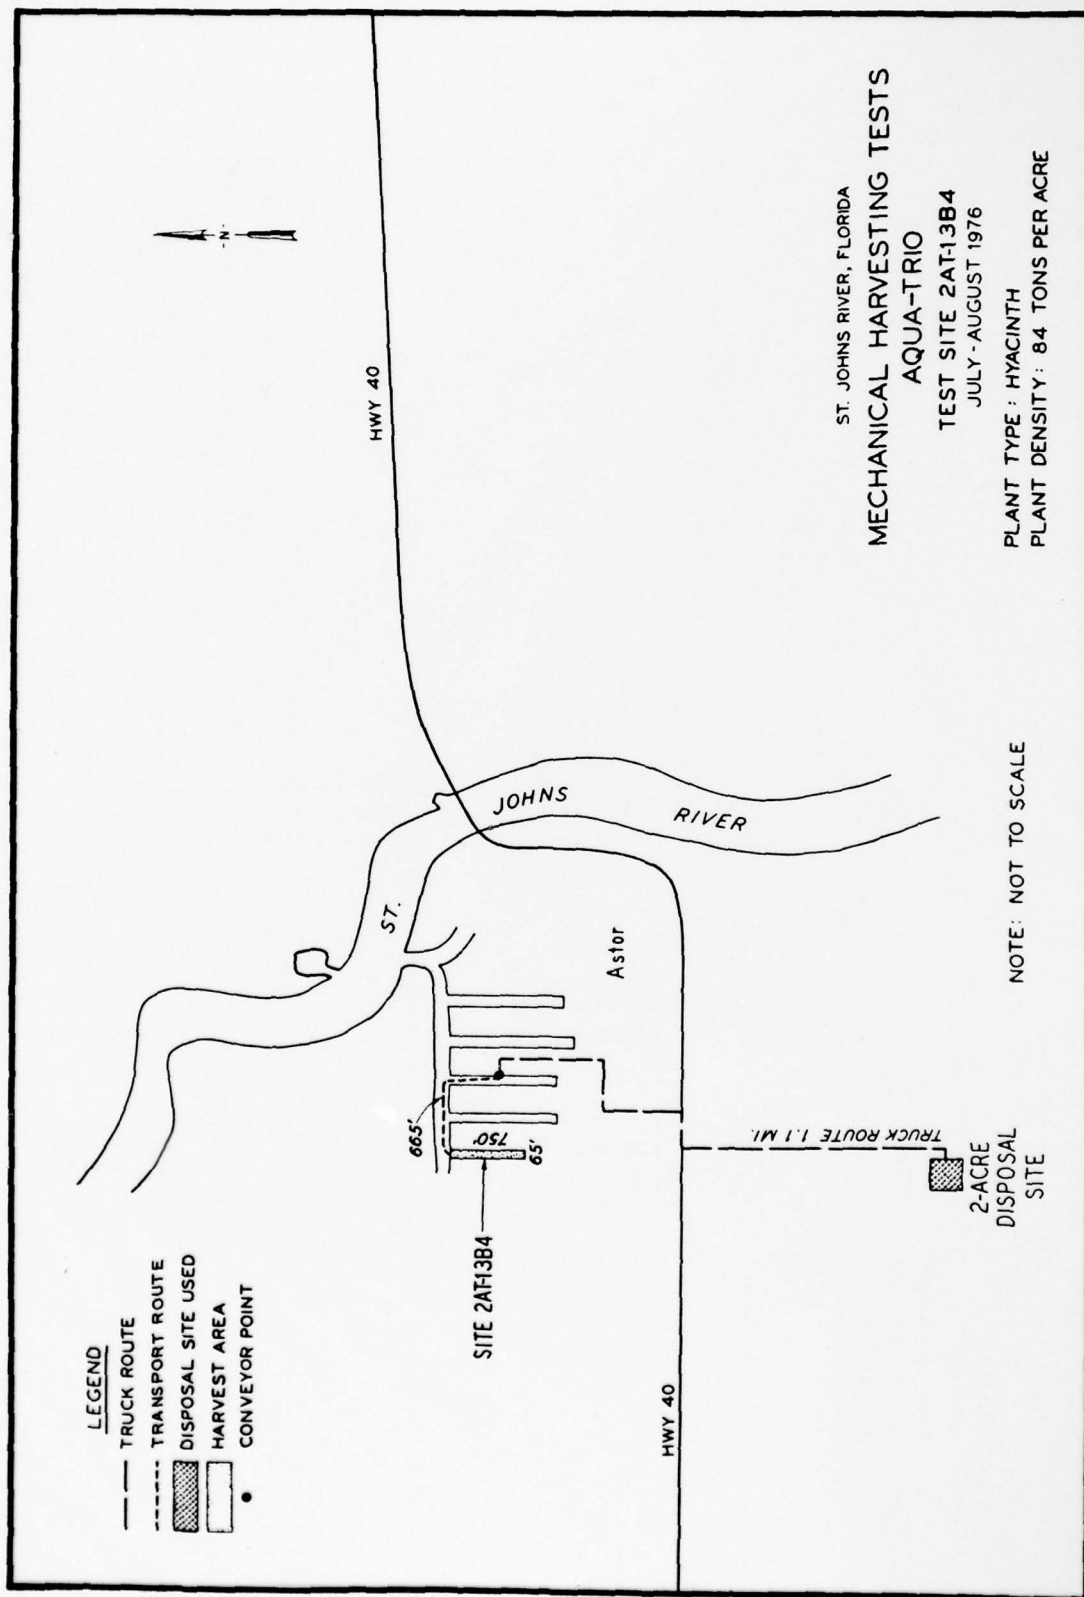 LEGEND
TRUCK ROUTE
TRANSPORT ROUTE
DISPOSAL SITE USED
HARVEST AREA
CONVEYOR POINT
-N-
HWY 40
ST.
JOHNS
RIVER
665'
750'
65'
SITE 2AT-13B4
Astor
HWY 40
TRUCK ROUTE 1.1 MI.
2-ACRE
DISPOSAL
SITE
NOTE: NOT TO SCALE
ST. JOHNS RIVER, FLORIDA
MECHANICAL HARVESTING TESTS
AQUA-TRIO
TEST SITE 2AT-13B4
JULY-AUGUST 1976
PLANT TYPE: HYACINTH
PLANT DENSITY: 84 TONS PER ACRE